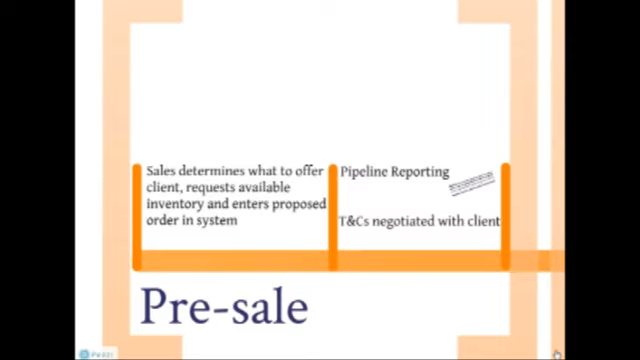 Sales determines what to offer
client, requests available
inventory and enters proposed
order in system
Pipeline Reporting
T&Cs negotiated with client
Pre-sale